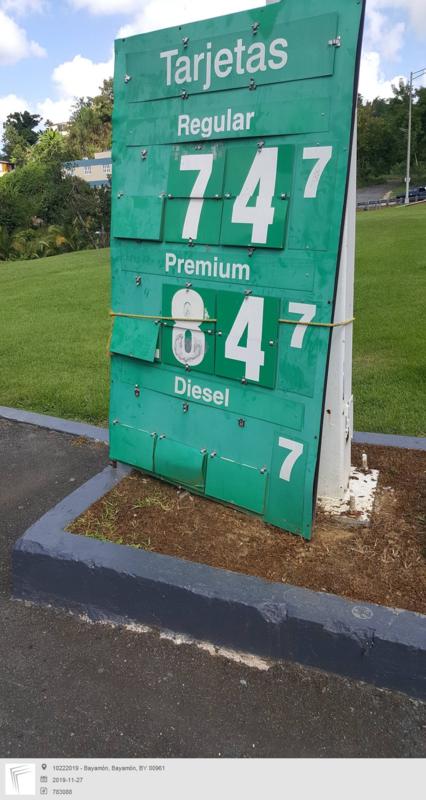 Tarjetas
Regular
74 7
Premium
84 7
Diesel
7
10222019 - Bayamón, Bayamón, BY 00961
2019-11-27
783088